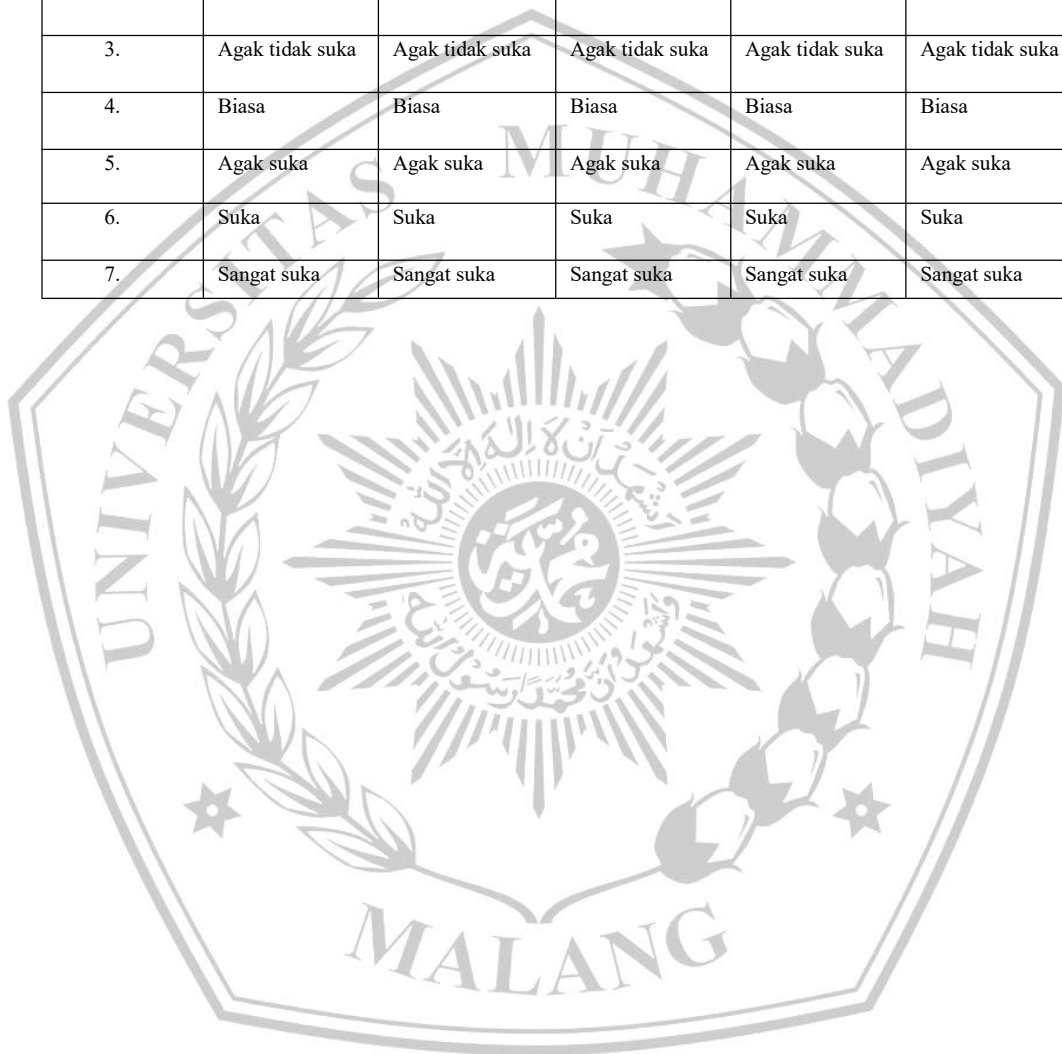 3. Agak tidak suka Agak tidak suka Agak tidak suka Agak tidak suka Agak tidak suka
4. Biasa Biasa Biasa Biasa Biasa
5. Agak suka Agak suka Agak suka Agak suka Agak suka
6. Suka Suka Suka Suka Suka
7. Sangat suka Sangat suka Sangat suka Sangat suka Sangat suka
UNIVERSITAS MUHAMMADIYAH
MALANG